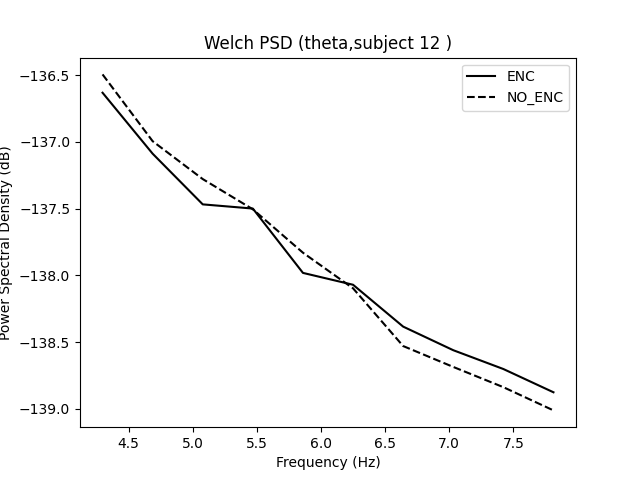 Welch PSD (theta,subject 12 )
ENC
NO_ENC
Power Spectral Density (dB)
−136.5
−137.0
−137.5
−138.0
−138.5
−139.0
4.5 5.0 5.5 6.0 6.5 7.0 7.5
Frequency (Hz)